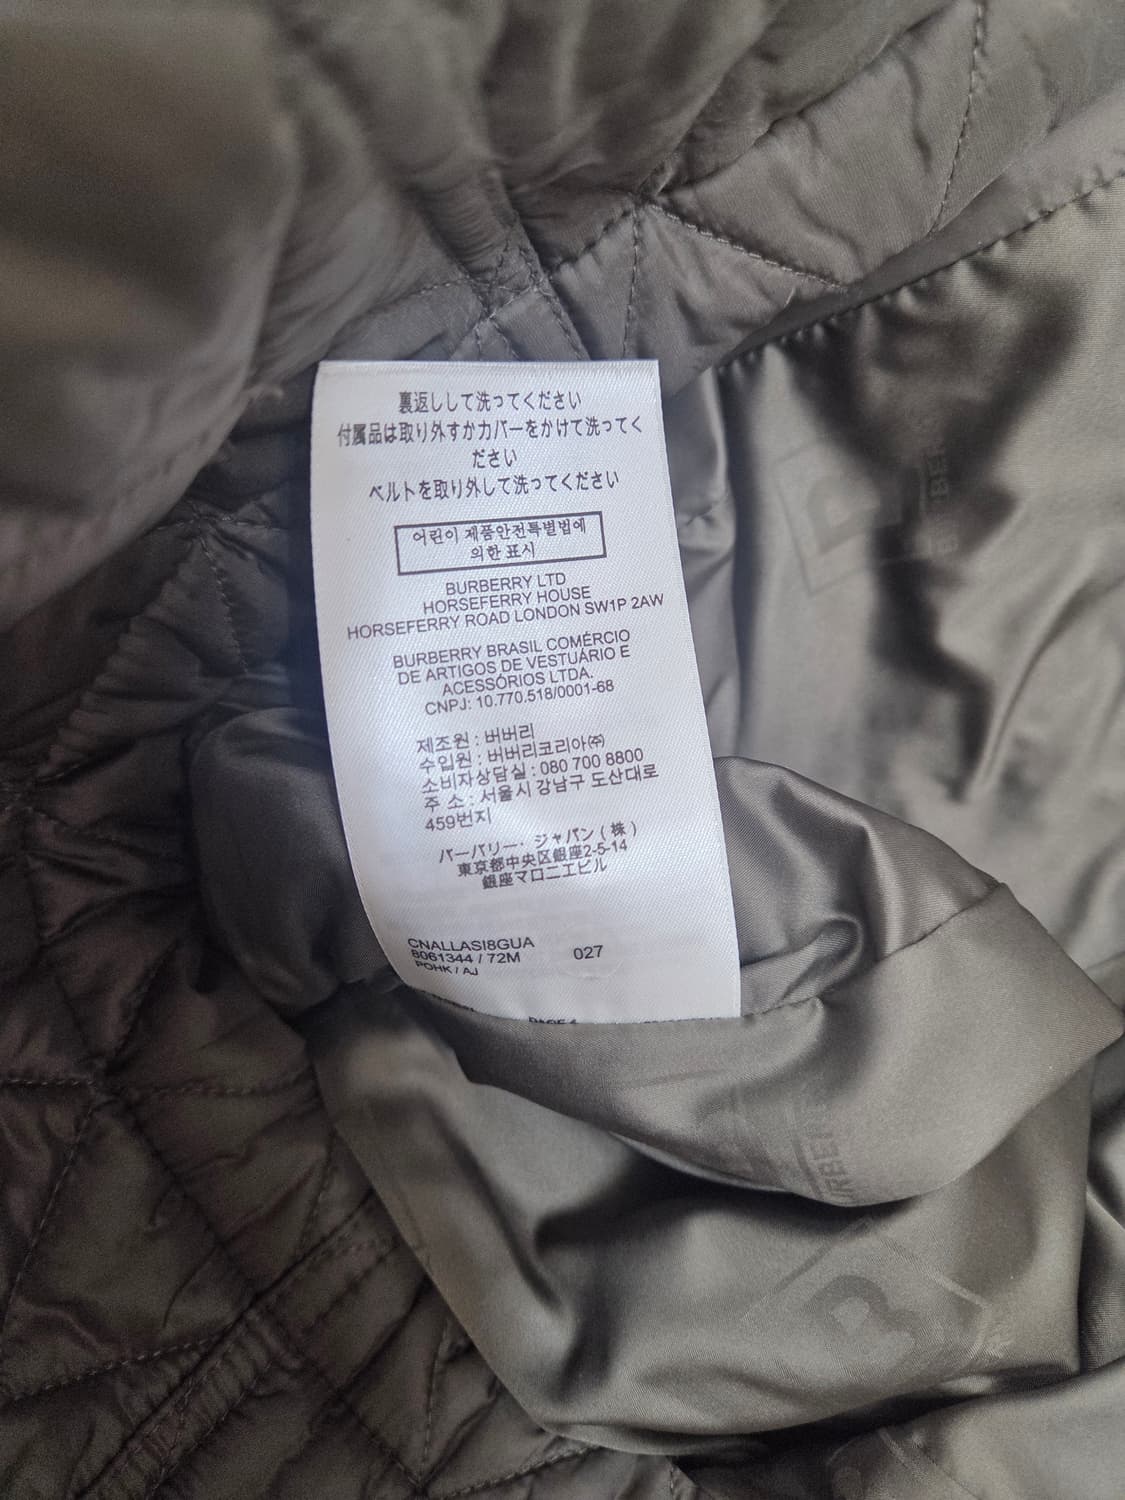 裏返しして洗ってください
付属品は取り外すかカバーをかけて洗ってく
ださい
ベルトを取り外して洗ってください
어린이 제품안전특별법에
의한 표시
BURBERRY LTD
HORSEFERRY HOUSE
HORSEFERRY ROAD LONDON SW1P 2AW
BURBERRY BRASIL COMÉRCIO
DE ARTIGOS DE VESTUÁRIO E
ACESSÓRIOS LTDA.
CNPJ: 10.770.518/0001-68
제조원 : 버버리
수입원 : 버버리코리아㈜
소비자상담실 : 080 700 8800
주 소 : 서울시 강남구 도산대로
459번지
バーバリー・ジャパン(株)
東京都中央区銀座2-5-14
銀座マロニエビル
CNALLASI8GUA
8061344 / 72M 027
POHK / AJ